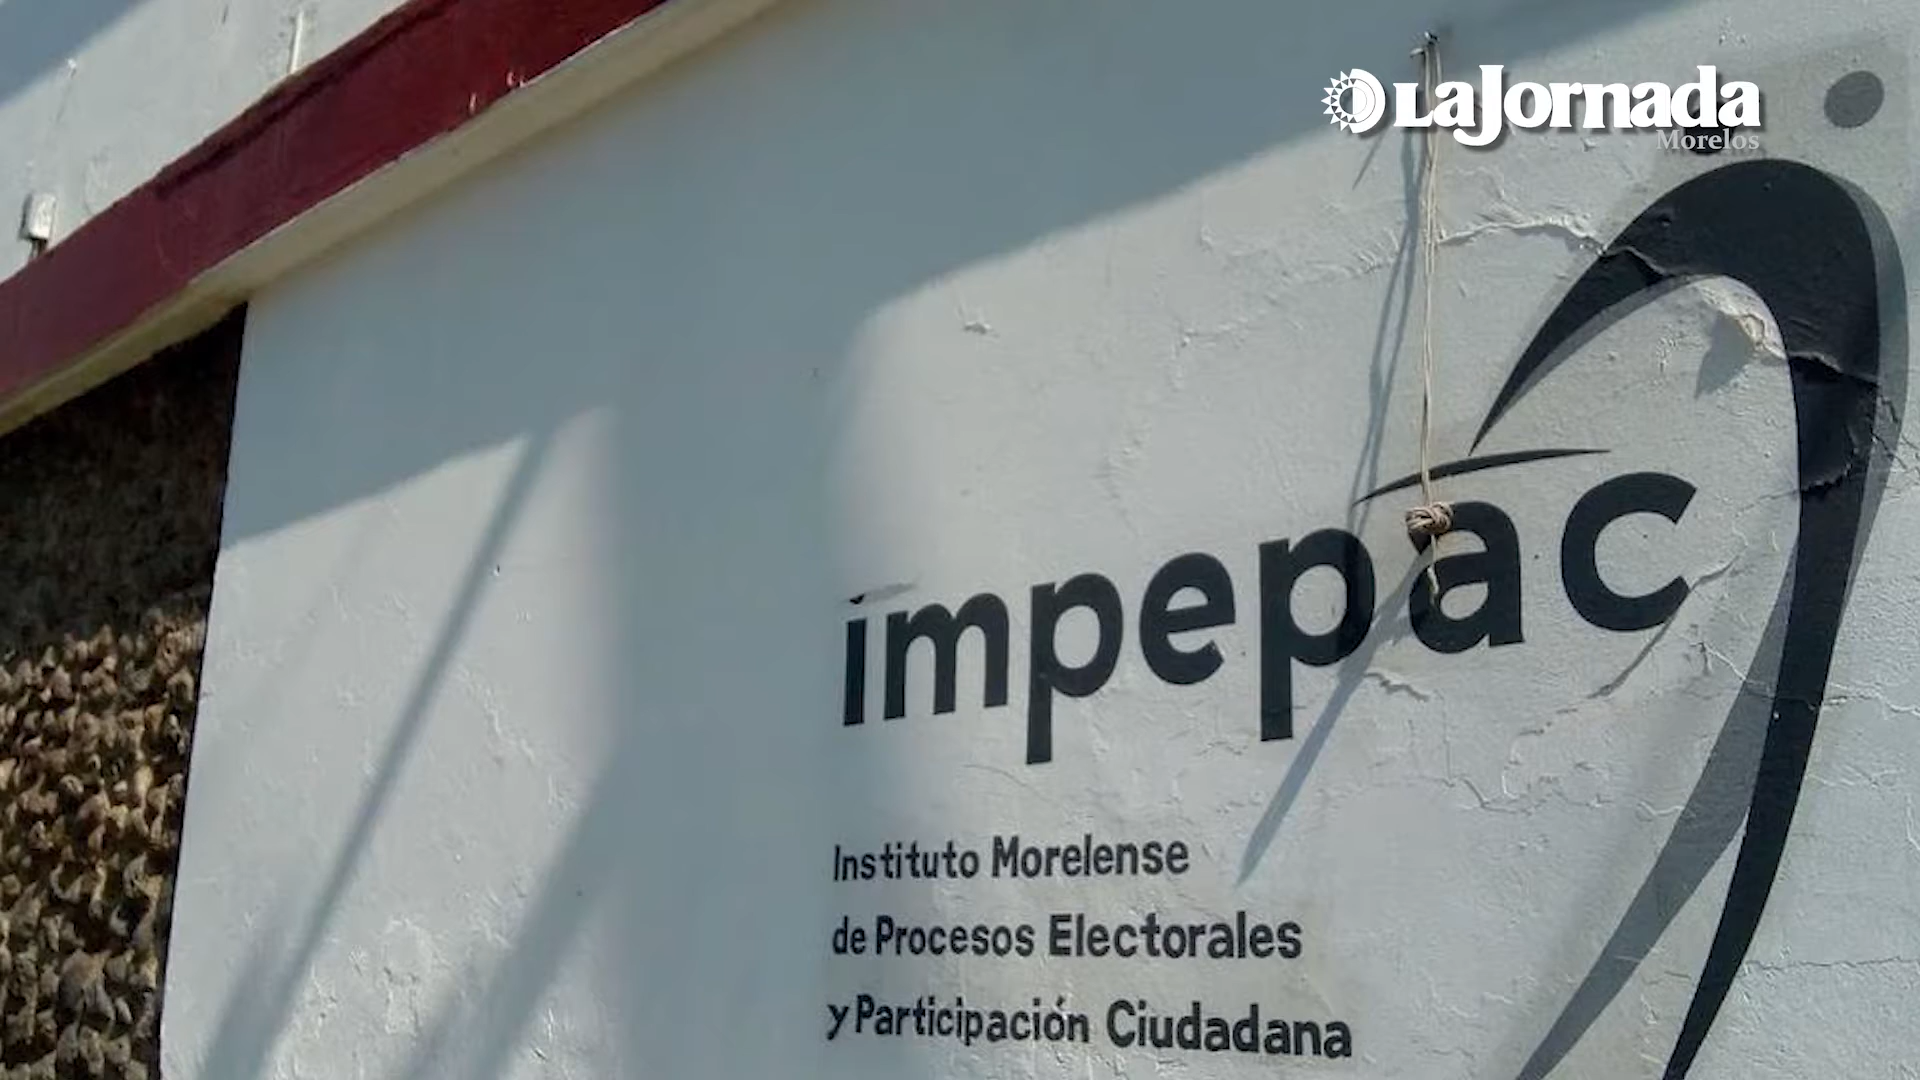 LaJornada
Morelos
impepac
Instituto Morelense
de Procesos Electorales
y Participación Ciudadana